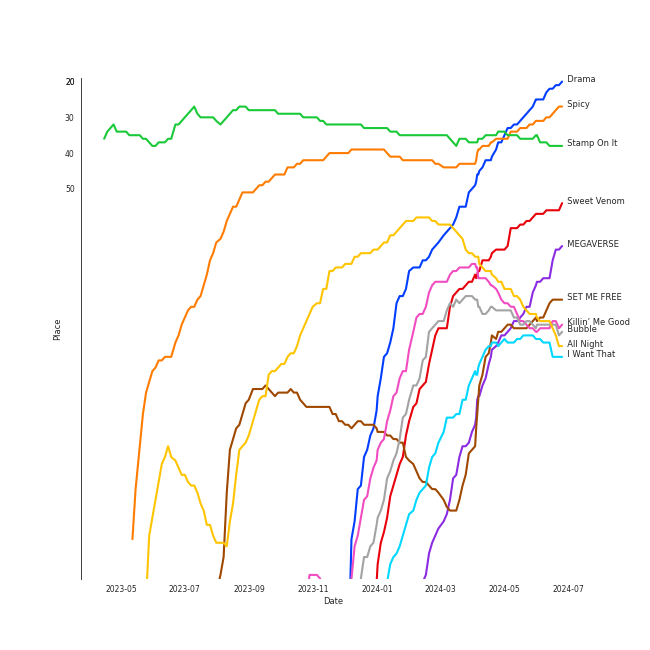 20
30
40
50
Place
Drama
Spicy
Stamp On It
Sweet Venom
MEGAVERSE
SET ME FREE
Killin' Me Good
Bubble
All Night
I Want That
2023-05
2023-07
2023-09
2023-11
2024-01
2024-03
2024-05
2024-07
Date